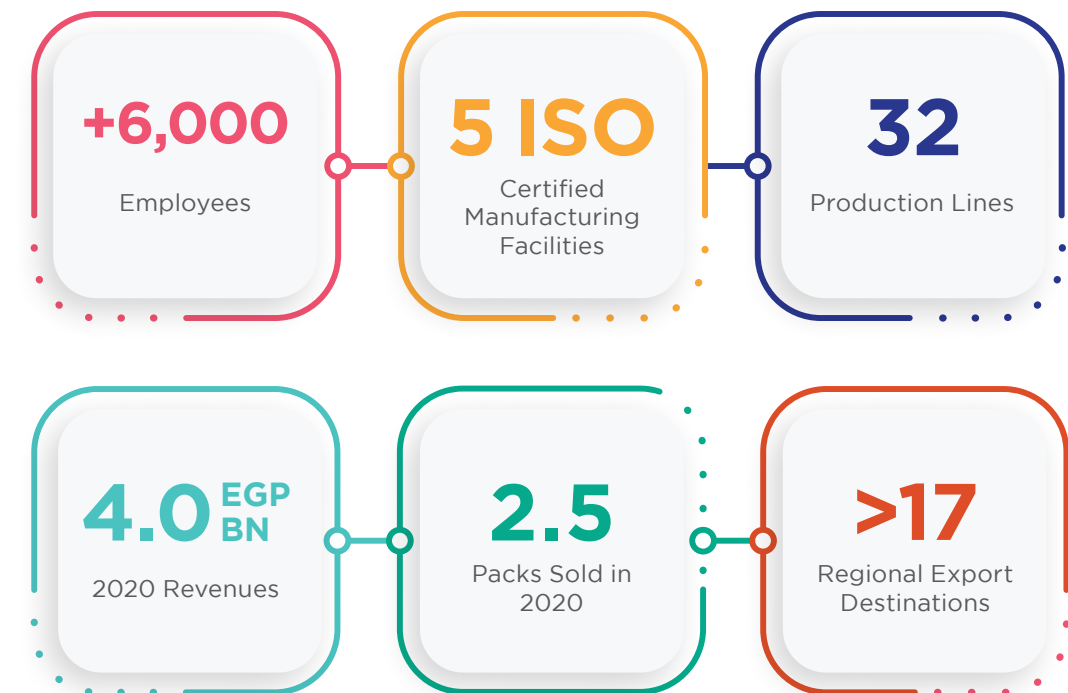 +6,000
Employees
5 ISO
Certified
Manufacturing
Facilities
32
Production Lines
4.0 EGP
BN
2020 Revenues
2.5
Packs Sold in
2020
>17
Regional Export
Destinations